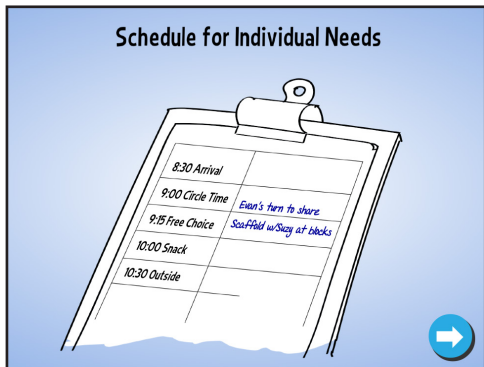 Schedule for Individual Needs
8:30 Arrival
9:00 Circle Time Evan's turn to share
9:15 Free Choice Scaffold w/Suzy at blocks
10:00 Snack
10:30 Outside